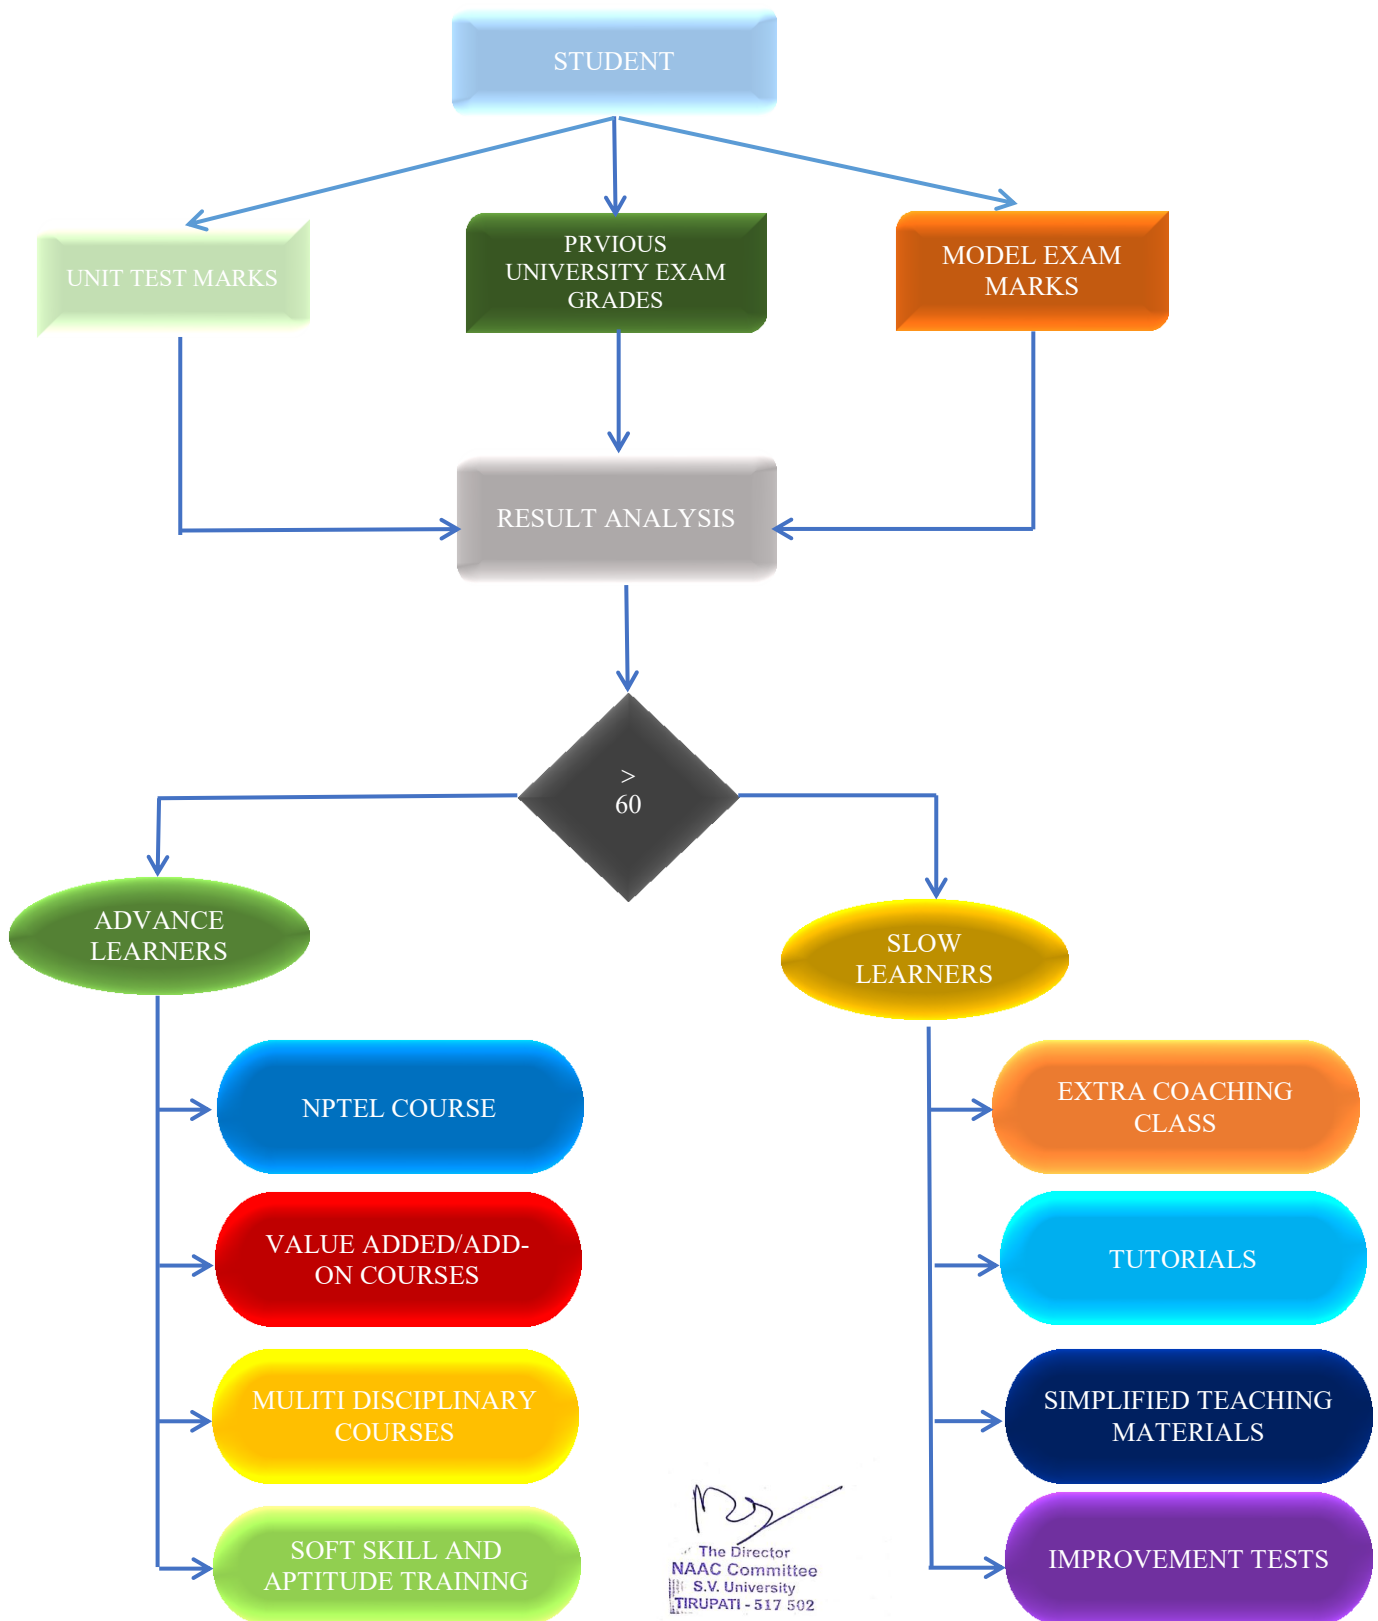 STUDENT
UNIT TEST MARKS
PRVIOUS
UNIVERSITY EXAM
GRADES
MODEL EXAM
MARKS
RESULT ANALYSIS
>
60
ADVANCE
LEARNERS
SLOW
LEARNERS
NPTEL COURSE
VALUE ADDED/ADD-
ON COURSES
MULITI DISCIPLINARY
COURSES
SOFT SKILL AND
APTITUDE TRAINING
EXTRA COACHING
CLASS
TUTORIALS
SIMPLIFIED TEACHING
MATERIALS
IMPROVEMENT TESTS
The Director
NAAC Committee
S.V. University
TIRUPATI - 517 502